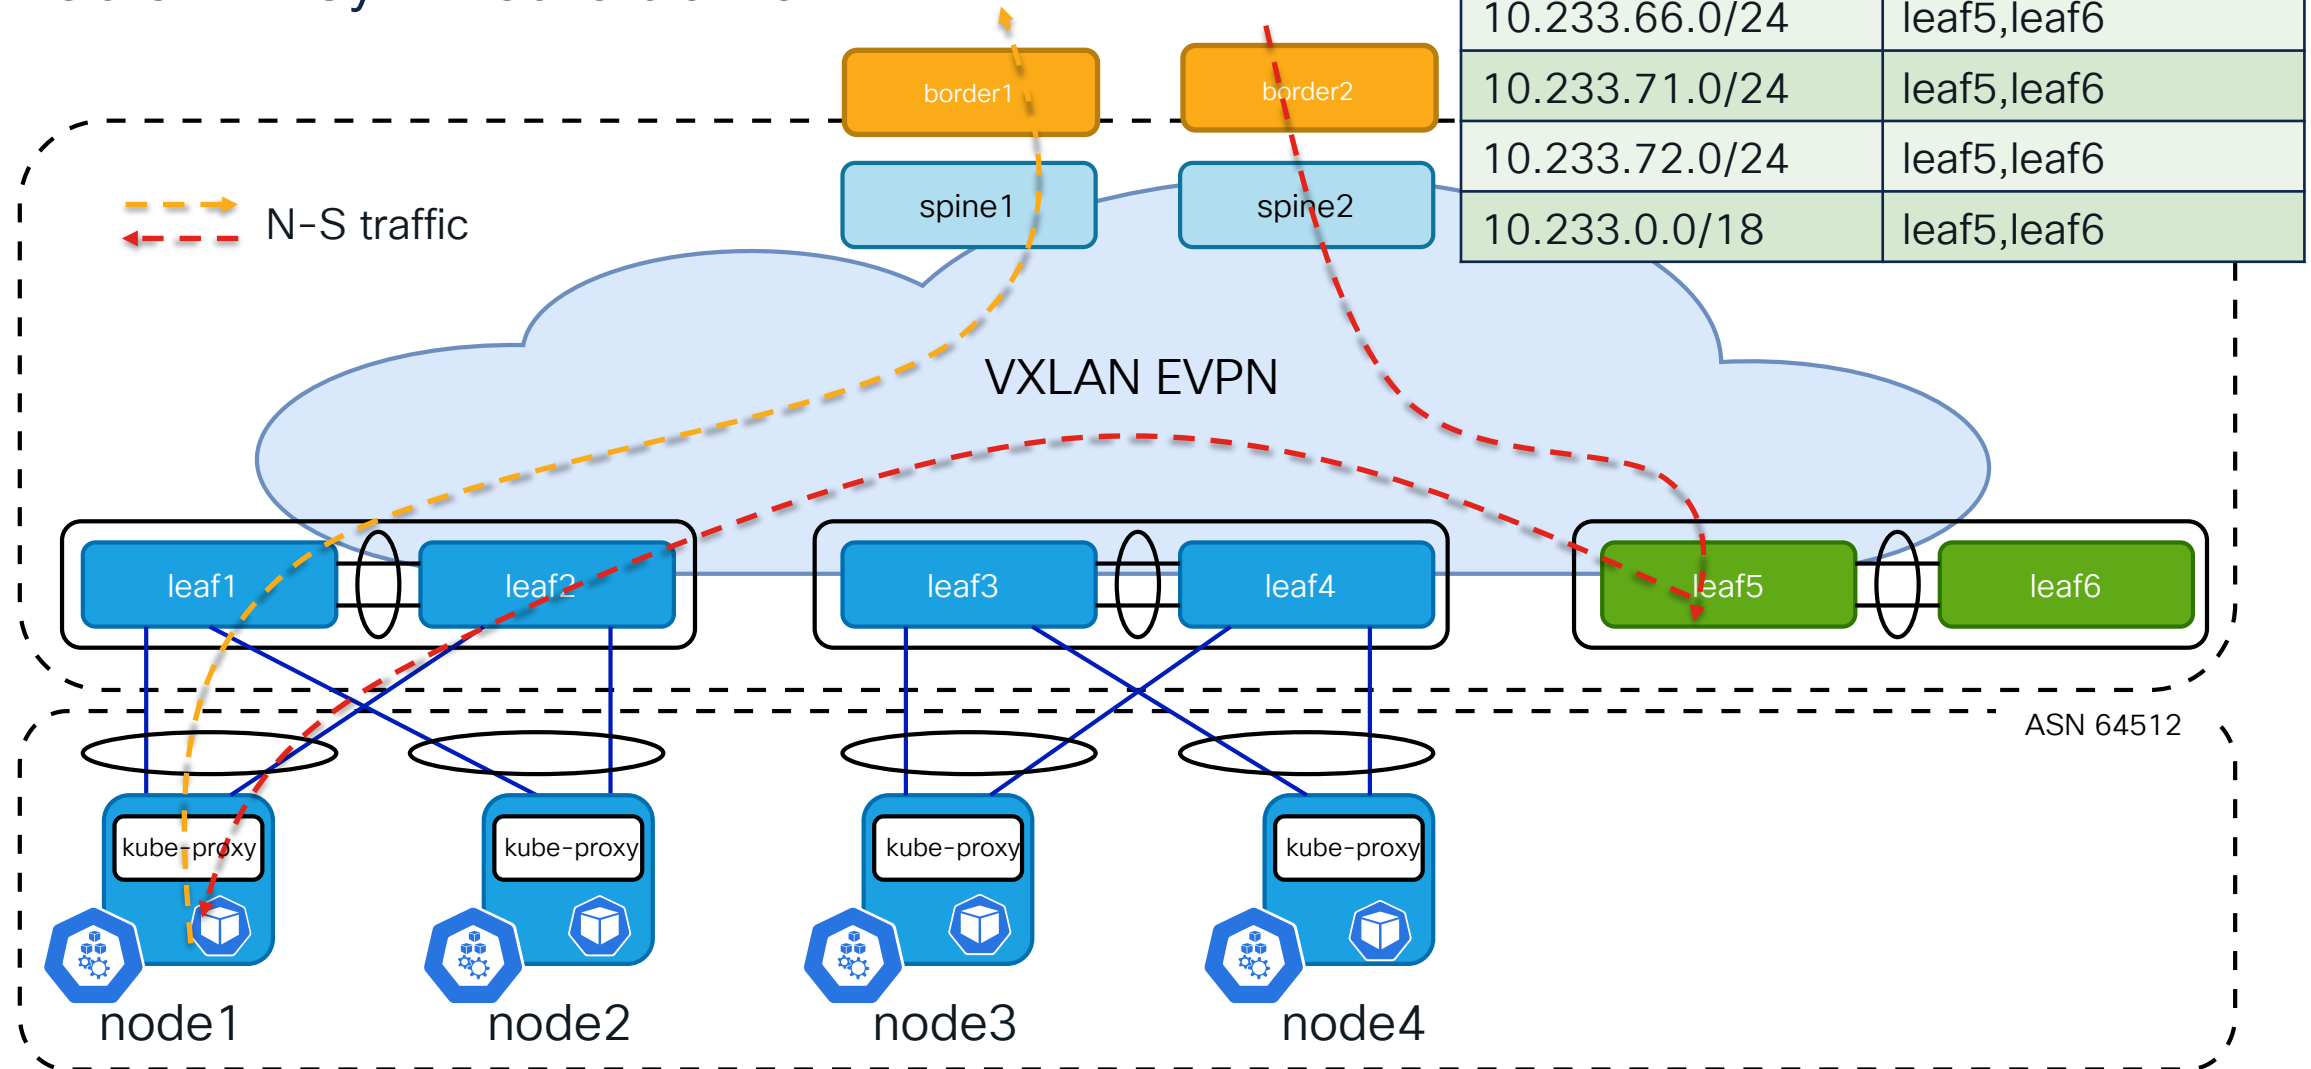 10.233.66.0/24 leaf5,leaf6
border1
border2
10.233.71.0/24 leaf5,leaf6
10.233.72.0/24 leaf5,leaf6
N-S traffic
spine1
spine2
10.233.0.0/18 leaf5,leaf6
VXLAN EVPN
leaf1
leaf2
leaf3
leaf4
leaf5
leaf6
ASN 64512
kube-proxy
kube-proxy
kube-proxy
kube-proxy
node1
node2
node3
node4